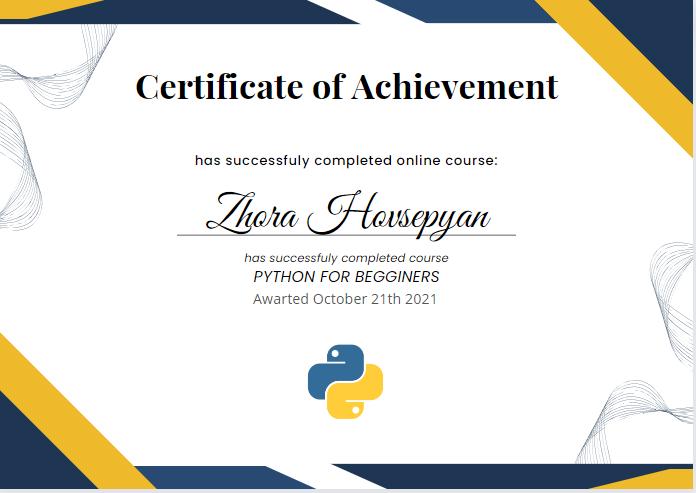 Certificate of Achievement
has successfuly completed online course:
Zhora Hovsepyan
has successfuly completed course
PYTHON FOR BEGGINERS
Awarted October 21th 2021